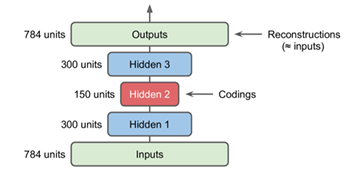 784 units Outputs Reconstructions
(≈ inputs)
300 units Hidden 3
150 units Hidden 2 Codings
300 units Hidden 1
784 units Inputs